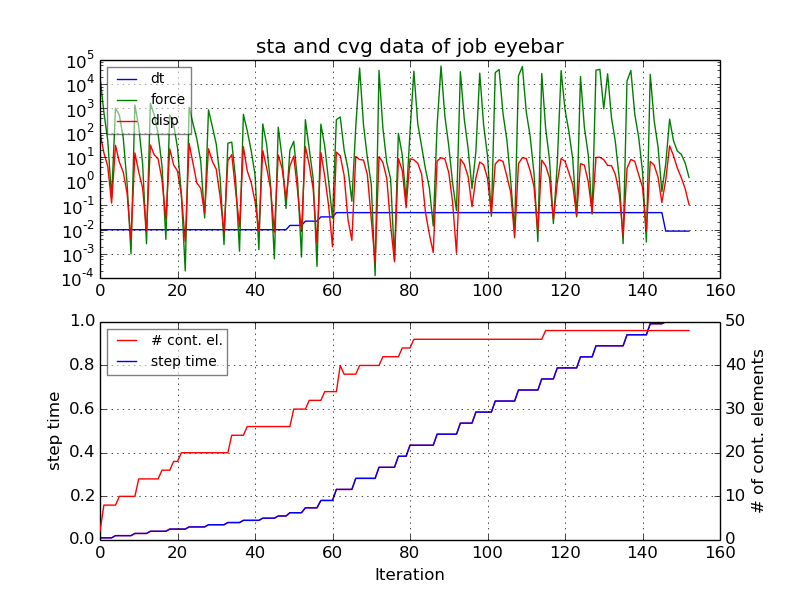 sta and cvg data of job eyebar
10^5
10^4
10^3
10^2
10^1
10^0
10^-1
10^-2
10^-3
10^-4
dt
force
disp
0 20 40 60 80 100 120 140 160
1.0
0.8
0.6
0.4
0.2
0.0
step time
# cont. el.
step time
50
40
30
20
10
0
# of cont. elements
0 20 40 60 80 100 120 140 160
Iteration